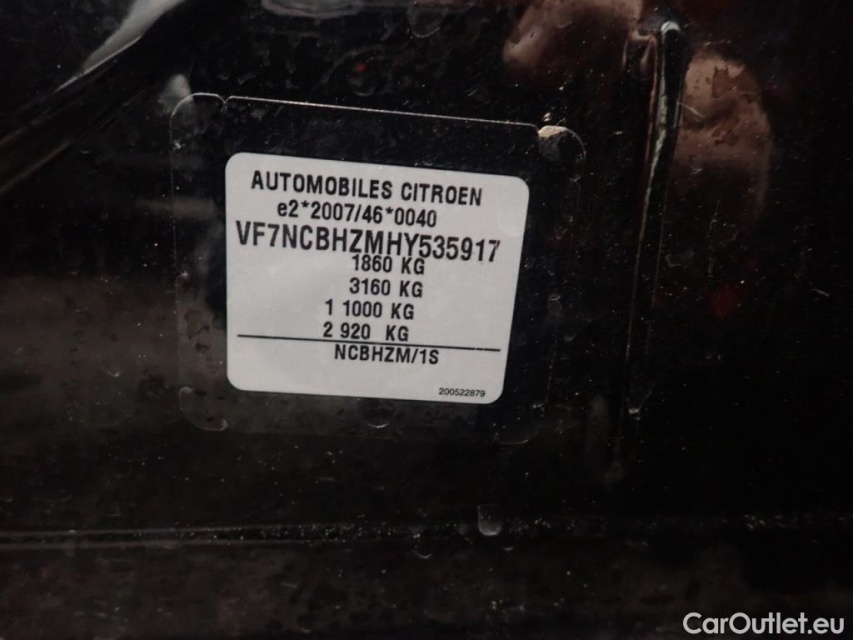 AUTOMOBILES CITROEN
e2*2007/46*0040
VF7NCBHZMHY535917
1860 KG
3160 KG
1 1000 KG
2 920 KG
NCBHZM/1S
200522879
CarOutlet.eu